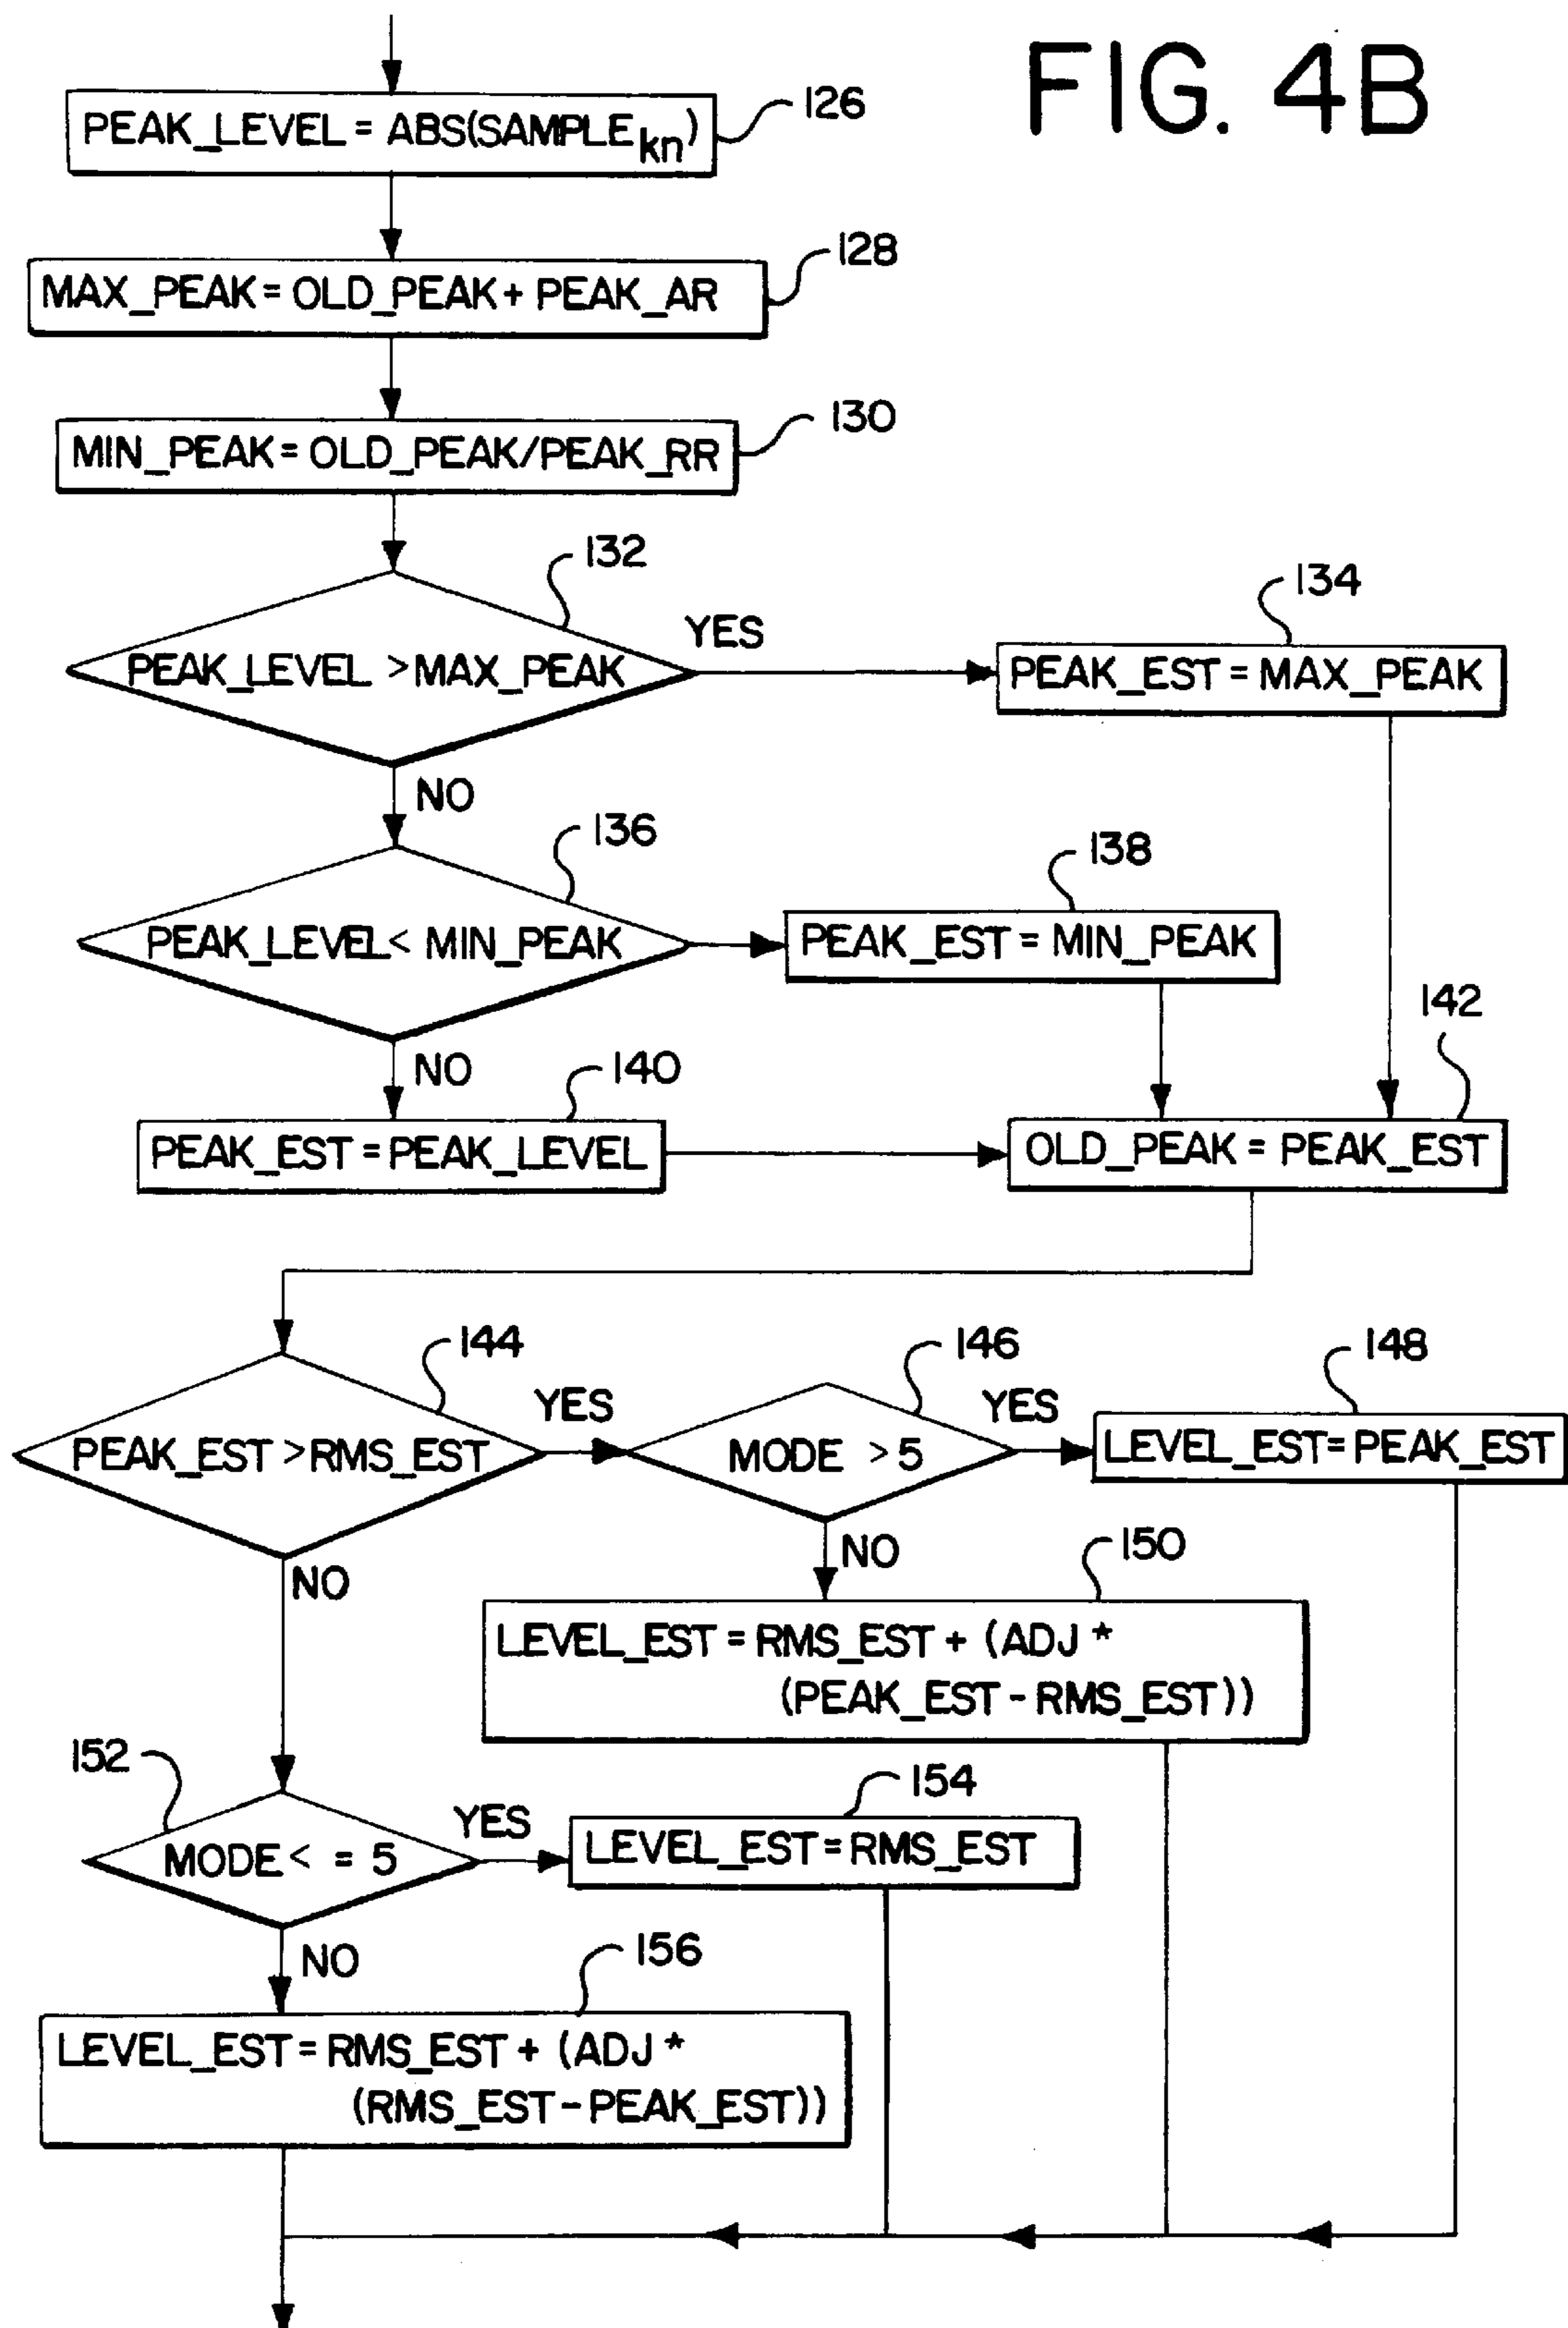 FIG. 4B
126
PEAK_LEVEL = ABS(SAMPLEkn)
128
MAX_PEAK = OLD_PEAK + PEAK_AR
130
MIN_PEAK = OLD_PEAK/PEAK_RR
132
PEAK_LEVEL > MAX_PEAK
YES
134
PEAK_EST = MAX_PEAK
NO
136
PEAK_LEVEL < MIN_PEAK
138
PEAK_EST = MIN_PEAK
NO
140
PEAK_EST = PEAK_LEVEL
142
OLD_PEAK = PEAK_EST
144
PEAK_EST > RMS_EST
YES
146
MODE > 5
YES
148
LEVEL_EST = PEAK_EST
NO
NO
150
LEVEL_EST = RMS_EST + (ADJ *
(PEAK_EST - RMS_EST))
152
MODE < = 5
YES
154
LEVEL_EST = RMS_EST
NO
156
LEVEL_EST = RMS_EST + (ADJ *
(RMS_EST - PEAK_EST))